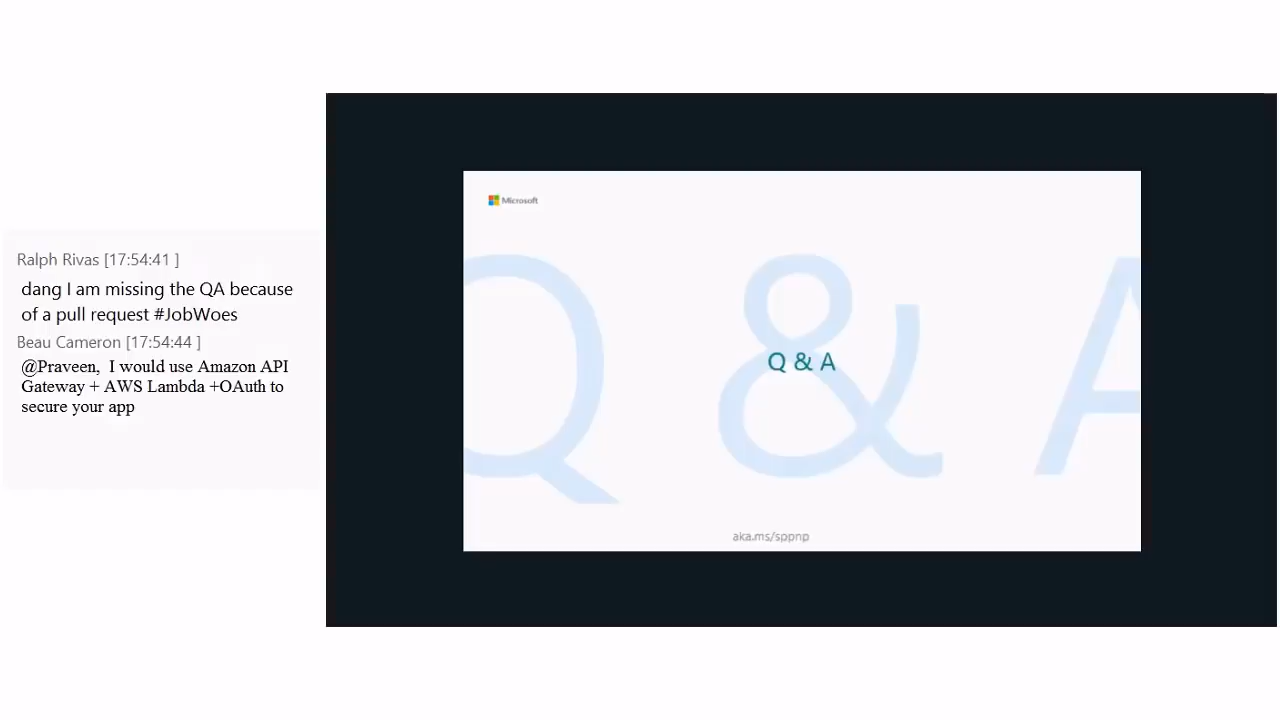 Ralph Rivas [17:54:41 ]
dang I am missing the QA because
of a pull request #JobWoes
Beau Cameron [17:54:44 ]
@Praveen,  I would use Amazon API
Gateway + AWS Lambda +OAuth to
secure your app
Microsoft
Q & A
Q & A
aka.ms/sppnp